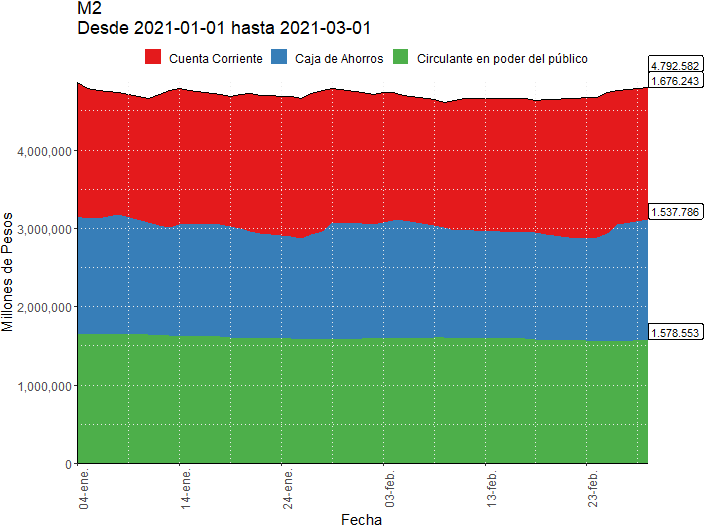 M2
Desde 2021-01-01 hasta 2021-03-01
Cuenta Corriente Caja de Ahorros Circulante en poder del público
4.792.582
1.676.243
1.537.786
1.578.553
Millones de Pesos
4,000,000
3,000,000
2,000,000
1,000,000
0
04-ene.
14-ene.
24-ene.
03-feb.
13-feb.
23-feb.
Fecha